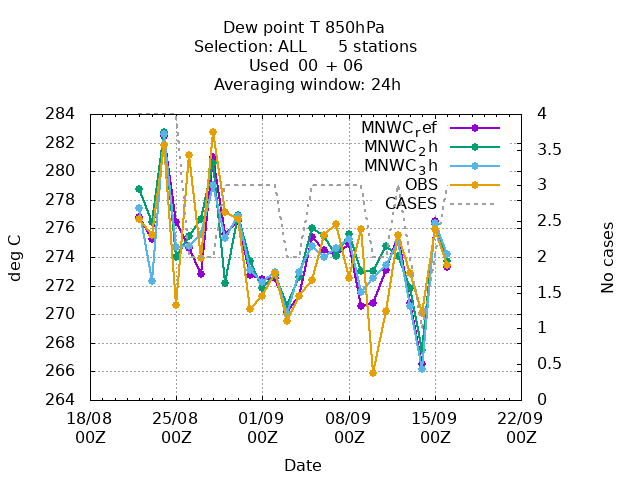 Dew point T 850hPa
Selection: ALL 5 stations
Used 00 + 06
Averaging window: 24h
284 4
282 3.5
280 3
278 2.5
276 2
274 1.5
272 1
270 0.5
268 0
266
264
MNWCref
MNWC2h
MNWC3h
OBS
CASES
deg C
No cases
18/08 25/08 01/09 08/09 15/09 22/09
00Z 00Z 00Z 00Z 00Z 00Z
Date